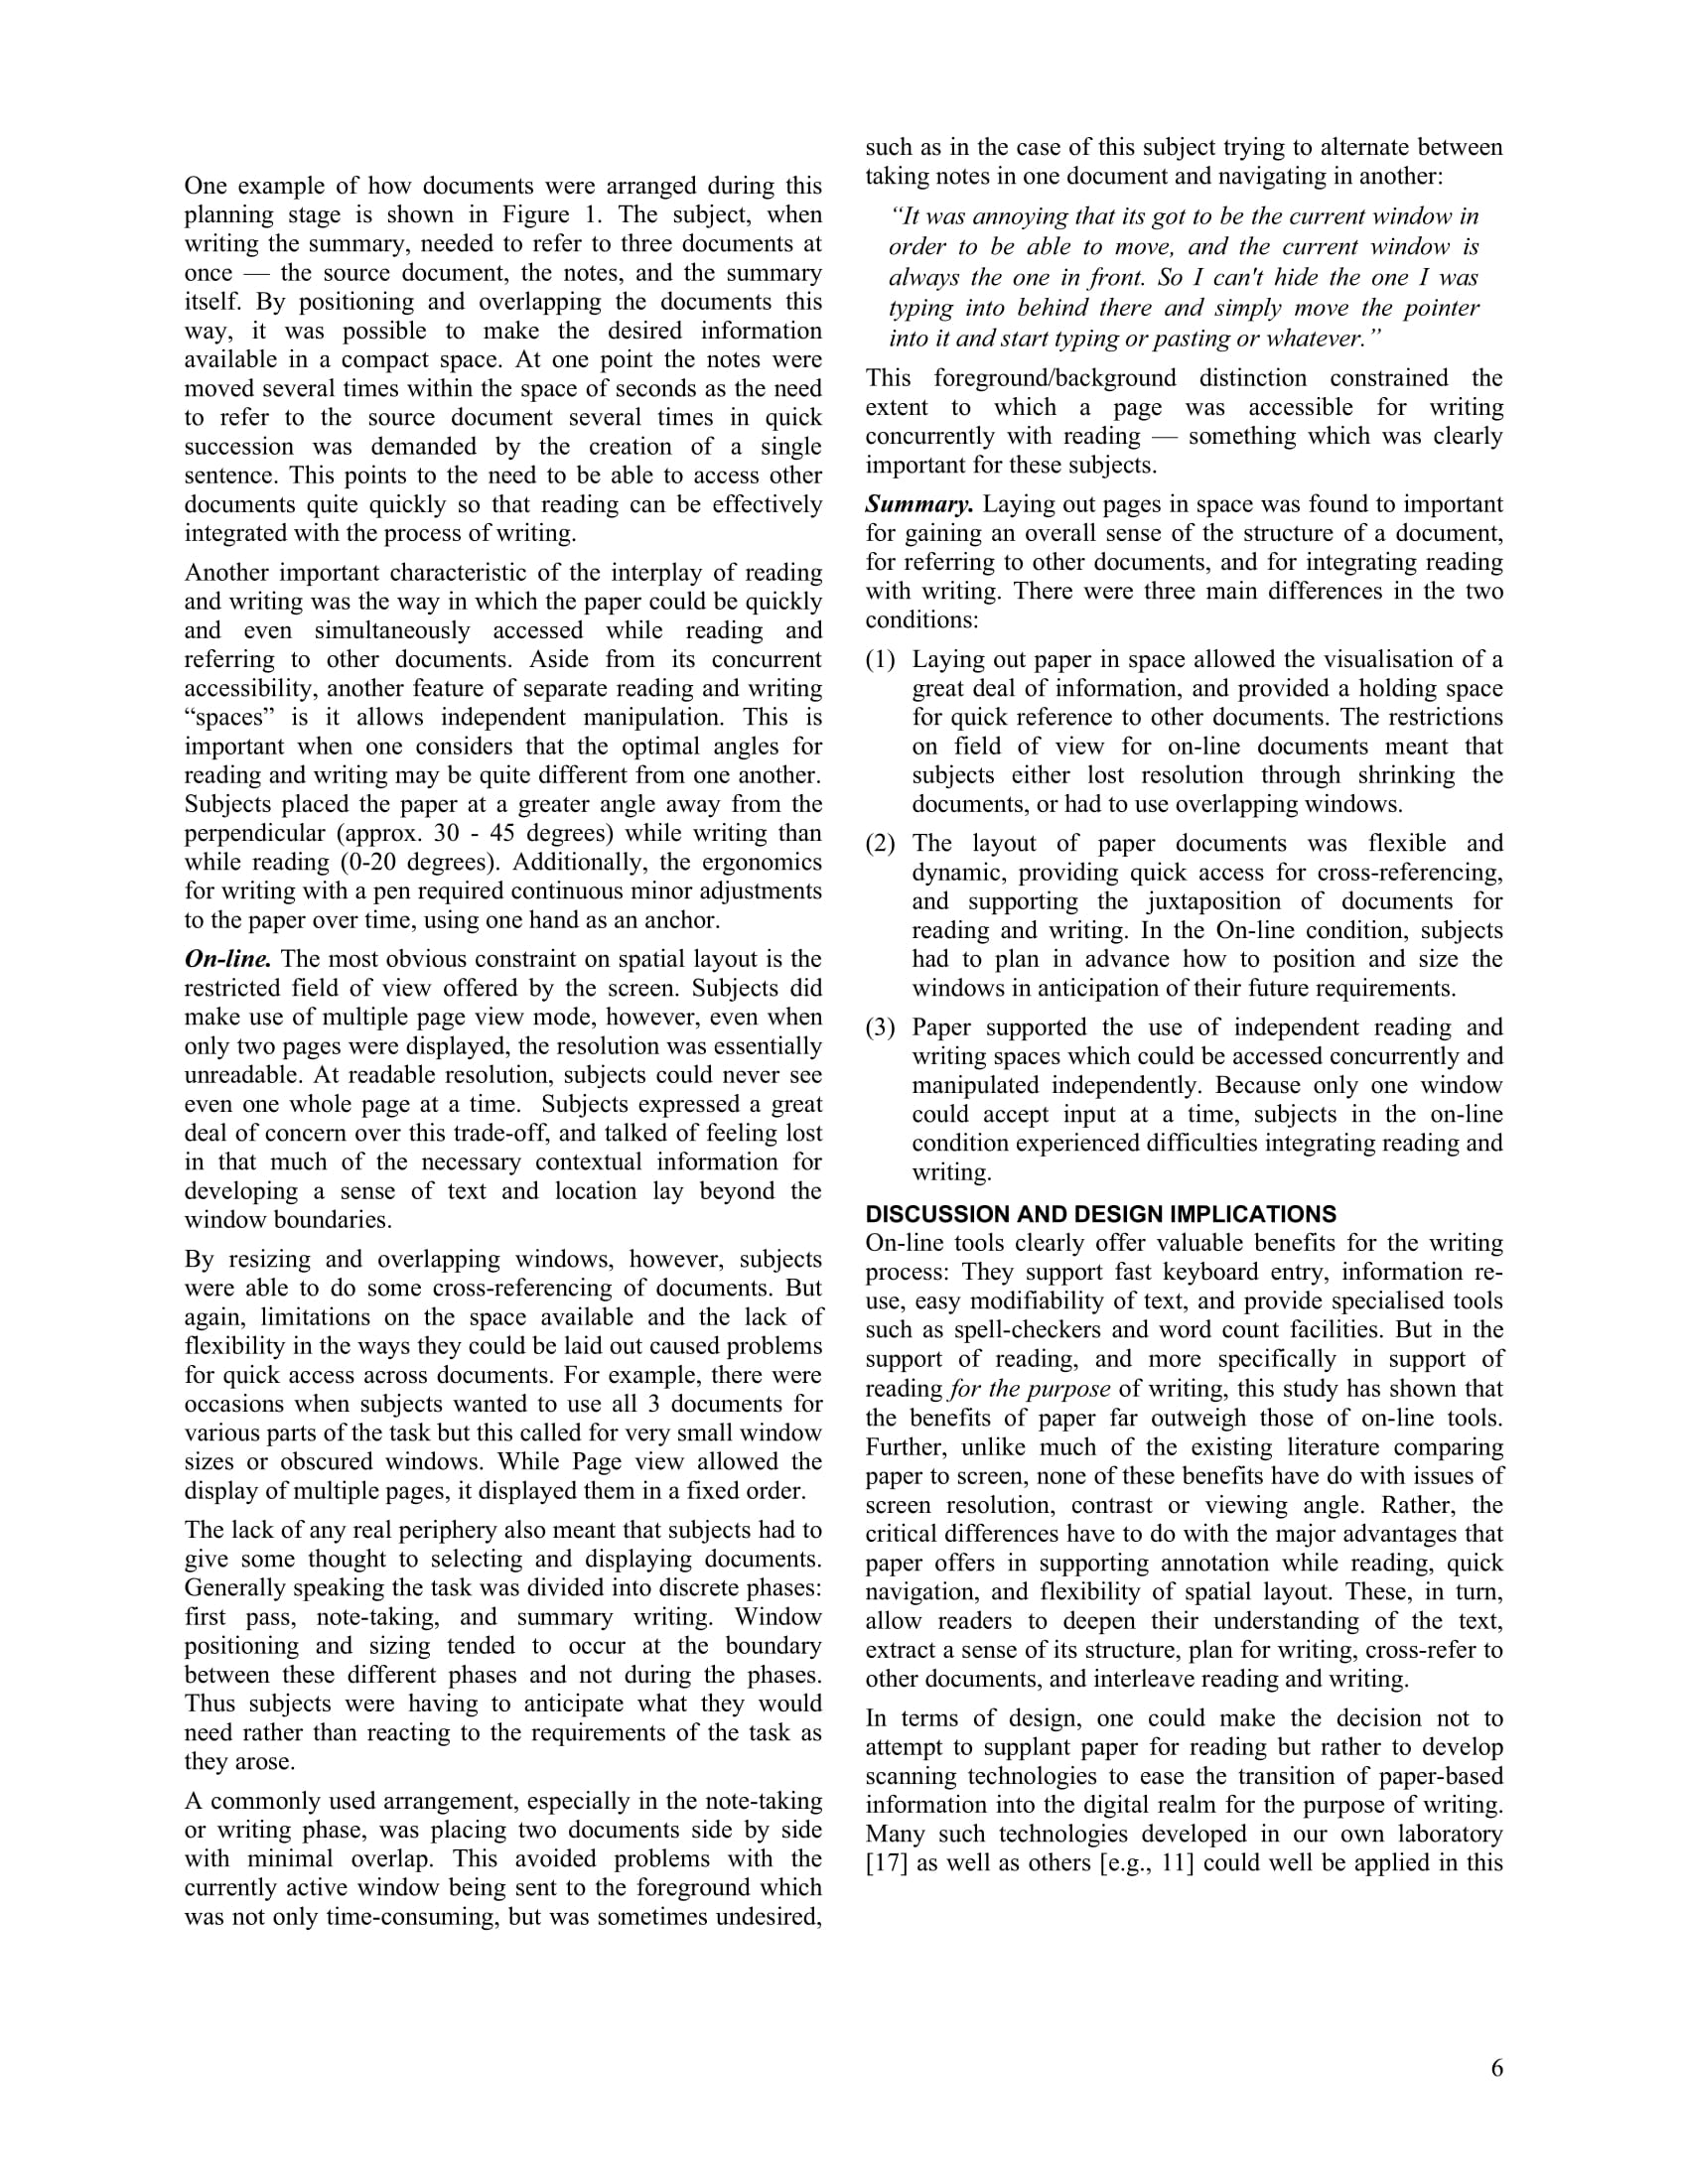 One example of how documents were arranged during this
planning stage is shown in Figure 1. The subject, when
writing the summary, needed to refer to three documents at
once — the source document, the notes, and the summary
itself. By positioning and overlapping the documents this
way, it was possible to make the desired information
available in a compact space. At one point the notes were
moved several times within the space of seconds as the need
to refer to the source document several times in quick
succession was demanded by the creation of a single
sentence. This points to the need to be able to access other
documents quite quickly so that reading can be effectively
integrated with the process of writing.
Another important characteristic of the interplay of reading
and writing was the way in which the paper could be quickly
and even simultaneously accessed while reading and
referring to other documents. Aside from its concurrent
accessibility, another feature of separate reading and writing
“spaces” is it allows independent manipulation. This is
important when one considers that the optimal angles for
reading and writing may be quite different from one another.
Subjects placed the paper at a greater angle away from the
perpendicular (approx. 30 - 45 degrees) while writing than
while reading (0-20 degrees). Additionally, the ergonomics
for writing with a pen required continuous minor adjustments
to the paper over time, using one hand as an anchor.
On-line. The most obvious constraint on spatial layout is the
restricted field of view offered by the screen. Subjects did
make use of multiple page view mode, however, even when
only two pages were displayed, the resolution was essentially
unreadable. At readable resolution, subjects could never see
even one whole page at a time. Subjects expressed a great
deal of concern over this trade-off, and talked of feeling lost
in that much of the necessary contextual information for
developing a sense of text and location lay beyond the
window boundaries.
By resizing and overlapping windows, however, subjects
were able to do some cross-referencing of documents. But
again, limitations on the space available and the lack of
flexibility in the ways they could be laid out caused problems
for quick access across documents. For example, there were
occasions when subjects wanted to use all 3 documents for
various parts of the task but this called for very small window
sizes or obscured windows. While Page view allowed the
display of multiple pages, it displayed them in a fixed order.
The lack of any real periphery also meant that subjects had to
give some thought to selecting and displaying documents.
Generally speaking the task was divided into discrete phases:
first pass, note-taking, and summary writing. Window
positioning and sizing tended to occur at the boundary
between these different phases and not during the phases.
Thus subjects were having to anticipate what they would
need rather than reacting to the requirements of the task as
they arose.
A commonly used arrangement, especially in the note-taking
or writing phase, was placing two documents side by side
with minimal overlap. This avoided problems with the
currently active window being sent to the foreground which
was not only time-consuming, but was sometimes undesired,
such as in the case of this subject trying to alternate between
taking notes in one document and navigating in another:
“It was annoying that its got to be the current window in
order to be able to move, and the current window is
always the one in front. So I can't hide the one I was
typing into behind there and simply move the pointer
into it and start typing or pasting or whatever.”
This foreground/background distinction constrained the
extent to which a page was accessible for writing
concurrently with reading — something which was clearly
important for these subjects.
Summary. Laying out pages in space was found to important
for gaining an overall sense of the structure of a document,
for referring to other documents, and for integrating reading
with writing. There were three main differences in the two
conditions:
(1) Laying out paper in space allowed the visualisation of a
great deal of information, and provided a holding space
for quick reference to other documents. The restrictions
on field of view for on-line documents meant that
subjects either lost resolution through shrinking the
documents, or had to use overlapping windows.
(2) The layout of paper documents was flexible and
dynamic, providing quick access for cross-referencing,
and supporting the juxtaposition of documents for
reading and writing. In the On-line condition, subjects
had to plan in advance how to position and size the
windows in anticipation of their future requirements.
(3) Paper supported the use of independent reading and
writing spaces which could be accessed concurrently and
manipulated independently. Because only one window
could accept input at a time, subjects in the on-line
condition experienced difficulties integrating reading and
writing.
DISCUSSION AND DESIGN IMPLICATIONS
On-line tools clearly offer valuable benefits for the writing
process: They support fast keyboard entry, information re-
use, easy modifiability of text, and provide specialised tools
such as spell-checkers and word count facilities. But in the
support of reading, and more specifically in support of
reading for the purpose of writing, this study has shown that
the benefits of paper far outweigh those of on-line tools.
Further, unlike much of the existing literature comparing
paper to screen, none of these benefits have do with issues of
screen resolution, contrast or viewing angle. Rather, the
critical differences have to do with the major advantages that
paper offers in supporting annotation while reading, quick
navigation, and flexibility of spatial layout. These, in turn,
allow readers to deepen their understanding of the text,
extract a sense of its structure, plan for writing, cross-refer to
other documents, and interleave reading and writing.
In terms of design, one could make the decision not to
attempt to supplant paper for reading but rather to develop
scanning technologies to ease the transition of paper-based
information into the digital realm for the purpose of writing.
Many such technologies developed in our own laboratory
[17] as well as others [e.g., 11] could well be applied in this
6